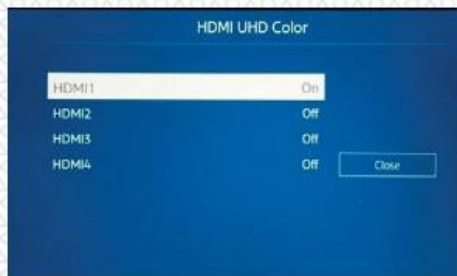 HDMI UHD Color
HDMI1 On
HDMI2 Off
HDMI3 Off
HDMI4 Off
Close